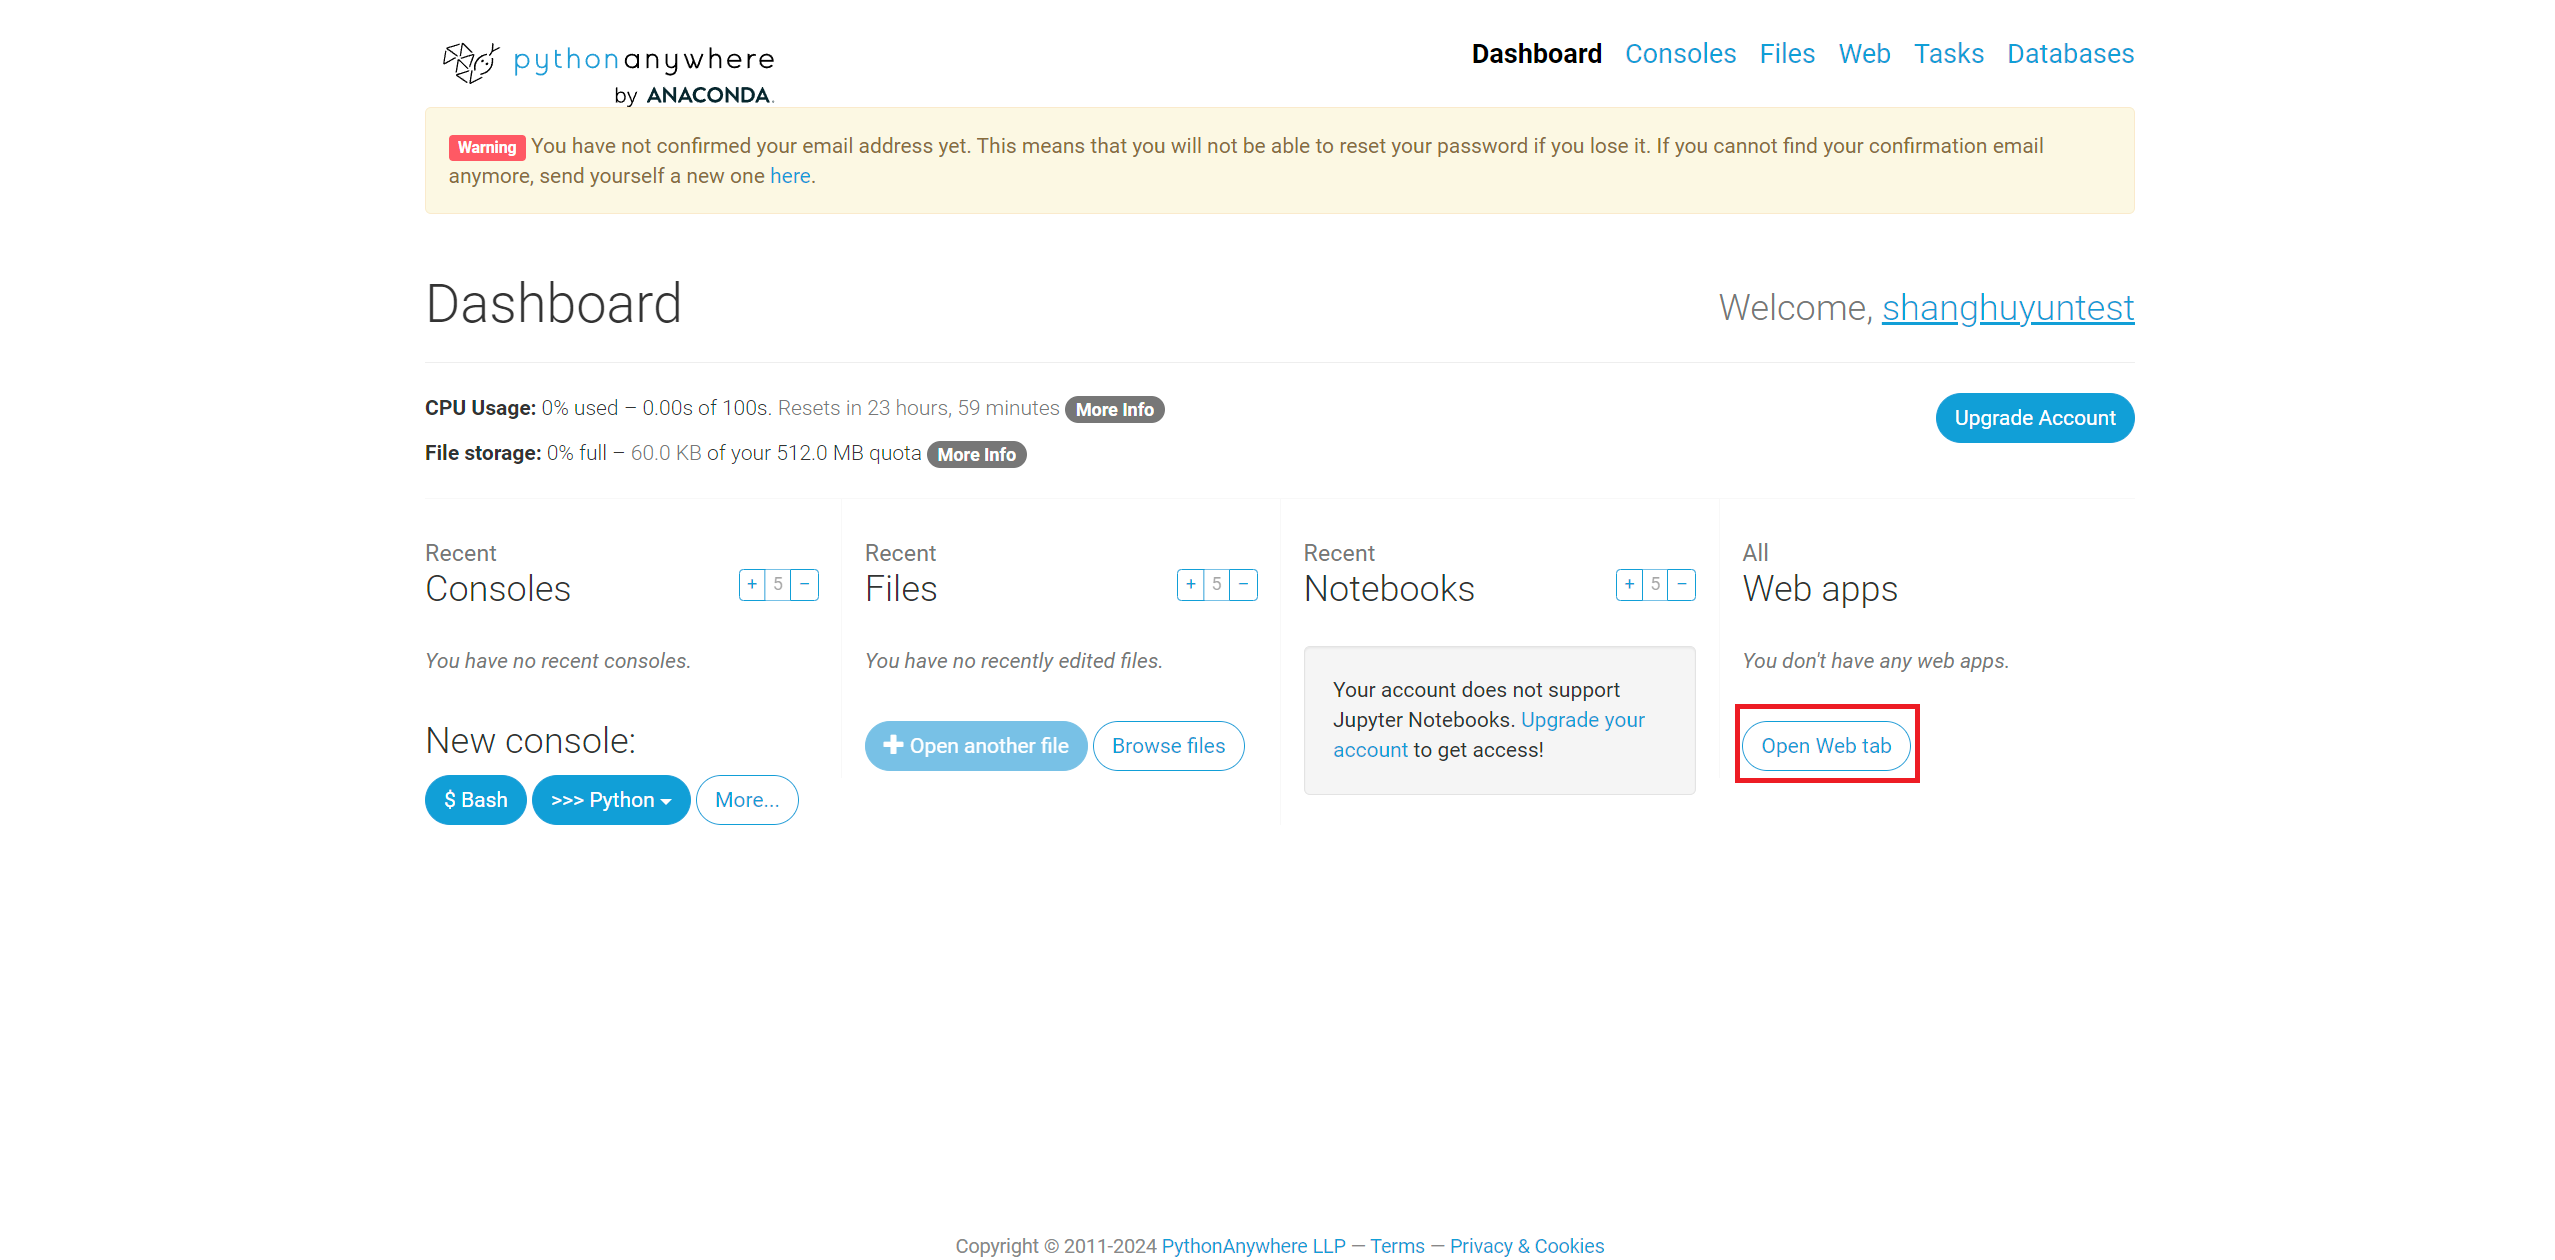 pythonanywhere
by ANACONDA.
Dashboard Consoles Files Web Tasks Databases
Warning You have not confirmed your email address yet. This means that you will not be able to reset your password if you lose it. If you cannot find your confirmation email
anymore, send yourself a new one here.
Dashboard
Welcome, shanghuyuntest
CPU Usage: 0% used – 0.00s of 100s. Resets in 23 hours, 59 minutes More Info
Upgrade Account
File storage: 0% full – 60.0 KB of your 512.0 MB quota More Info
Recent
Consoles
+ 5 −
You have no recent consoles.
New console:
$ Bash >>> Python More...
Recent
Files
+ 5 −
You have no recently edited files.
Open another file Browse files
Recent
Notebooks
+ 5 −
Your account does not support
Jupyter Notebooks. Upgrade your
account to get access!
All
Web apps
You don't have any web apps.
Open Web tab
Copyright © 2011-2024 PythonAnywhere LLP — Terms — Privacy & Cookies